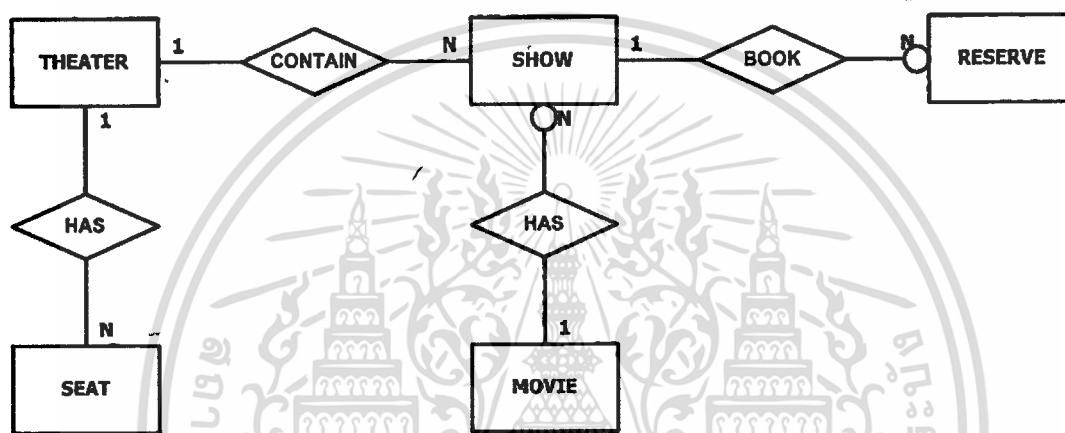 THEATER 1 CONTAIN N SHOW 1 BOOK N RESERVE
1 N
HAS HAS
N 1
SEAT MOVIE